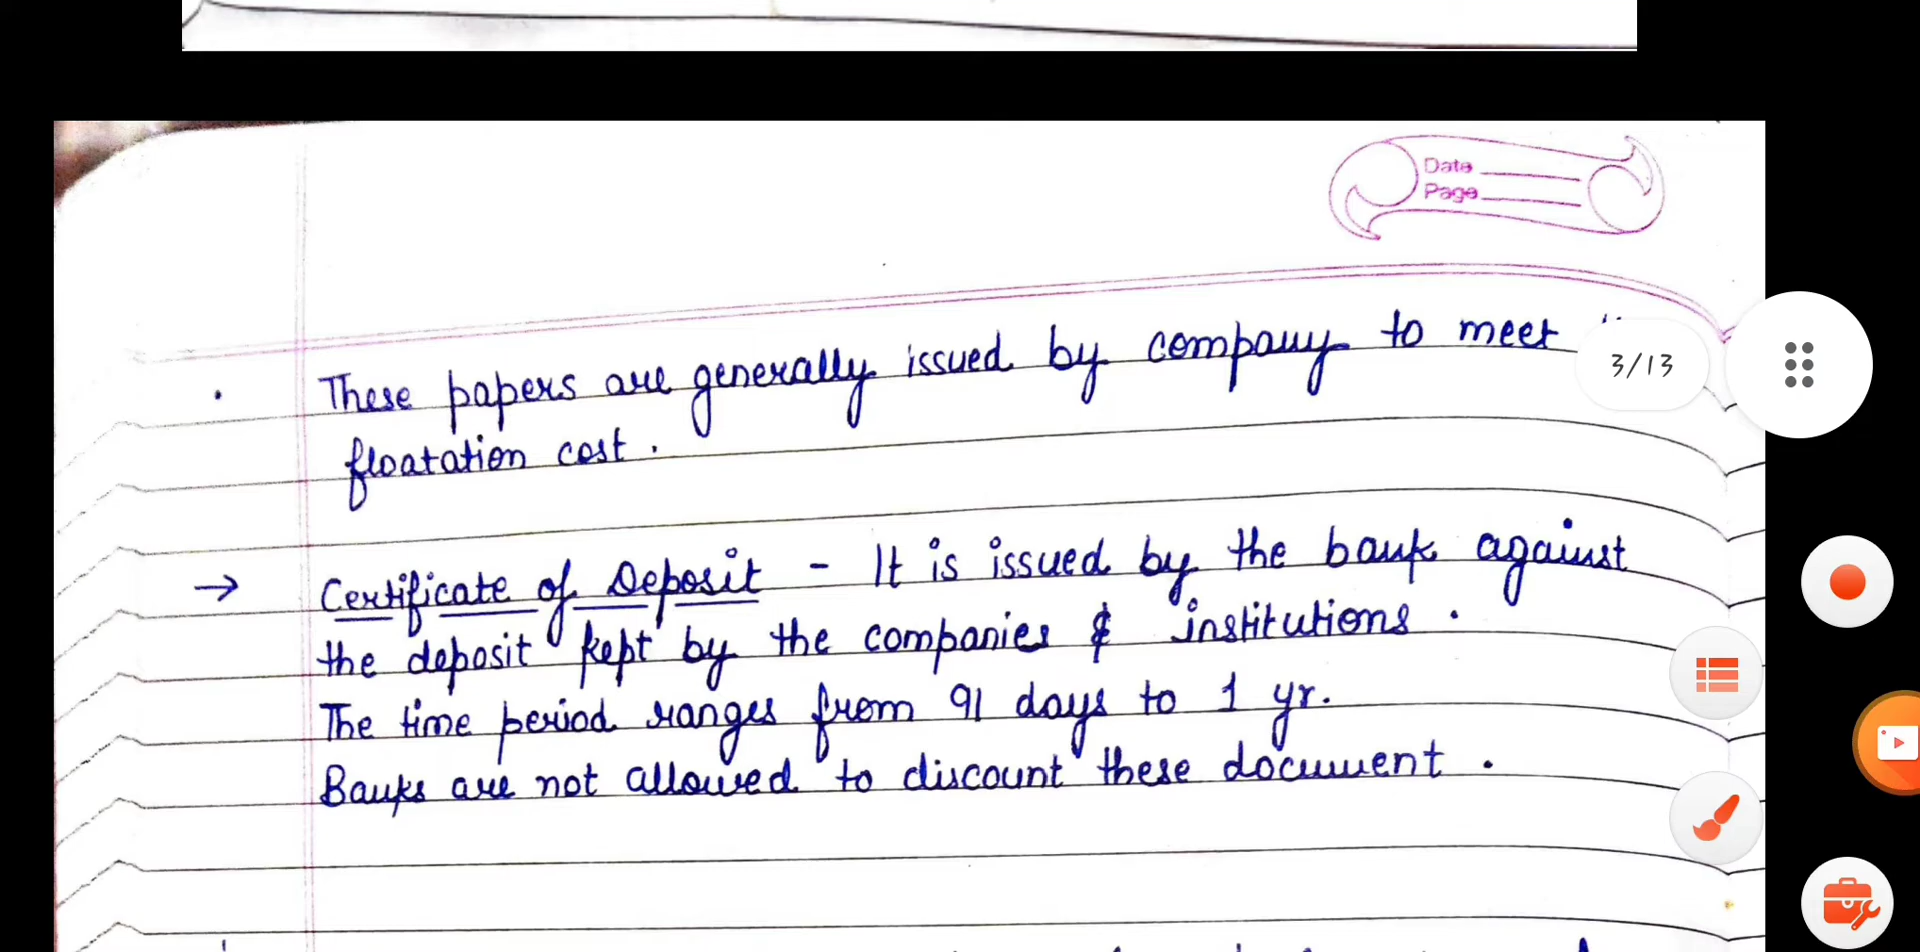 Date
Page
These papers are generally issued by company to meet
3/13
floatation cost.
→ Certificate of Deposit - It is issued by the bank against
the deposit kept by the companies & institutions.
The time period ranges from 91 days to 1 yr.
Banks are not allowed to discount these document.